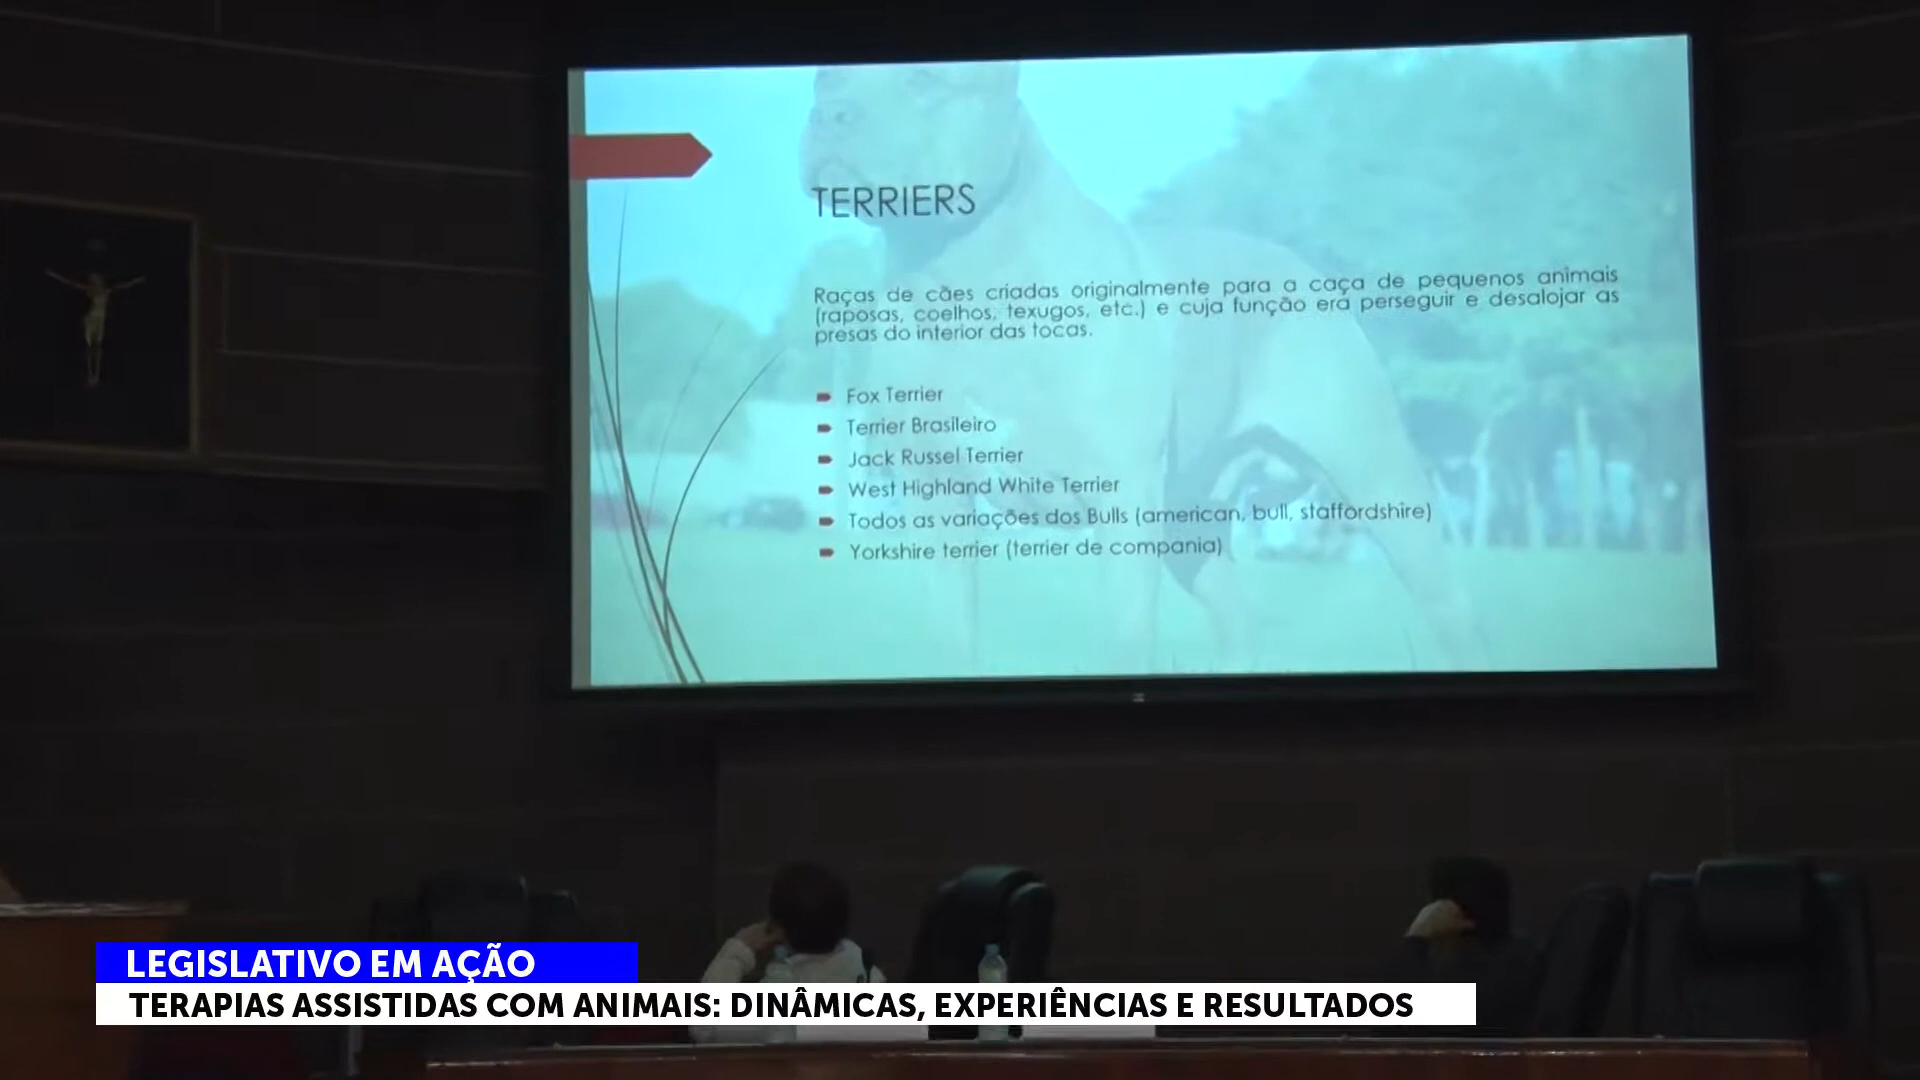 TERRIERS
Raças de cães criadas originalmente para a caça de pequenos animais
(raposas, coelhos, texugos, etc.) e cuja função era perseguir e desalojar as
presas do interior das tocas.
Fox Terrier
Terrier Brasileiro
Jack Russel Terrier
West Highland White Terrier
Todos as variações dos Bulls (american, bull, staffordshire)
Yorkshire terrier (terrier de compania)
LEGISLATIVO EM AÇÃO
TERAPIAS ASSISTIDAS COM ANIMAIS: DINÂMICAS, EXPERIÊNCIAS E RESULTADOS